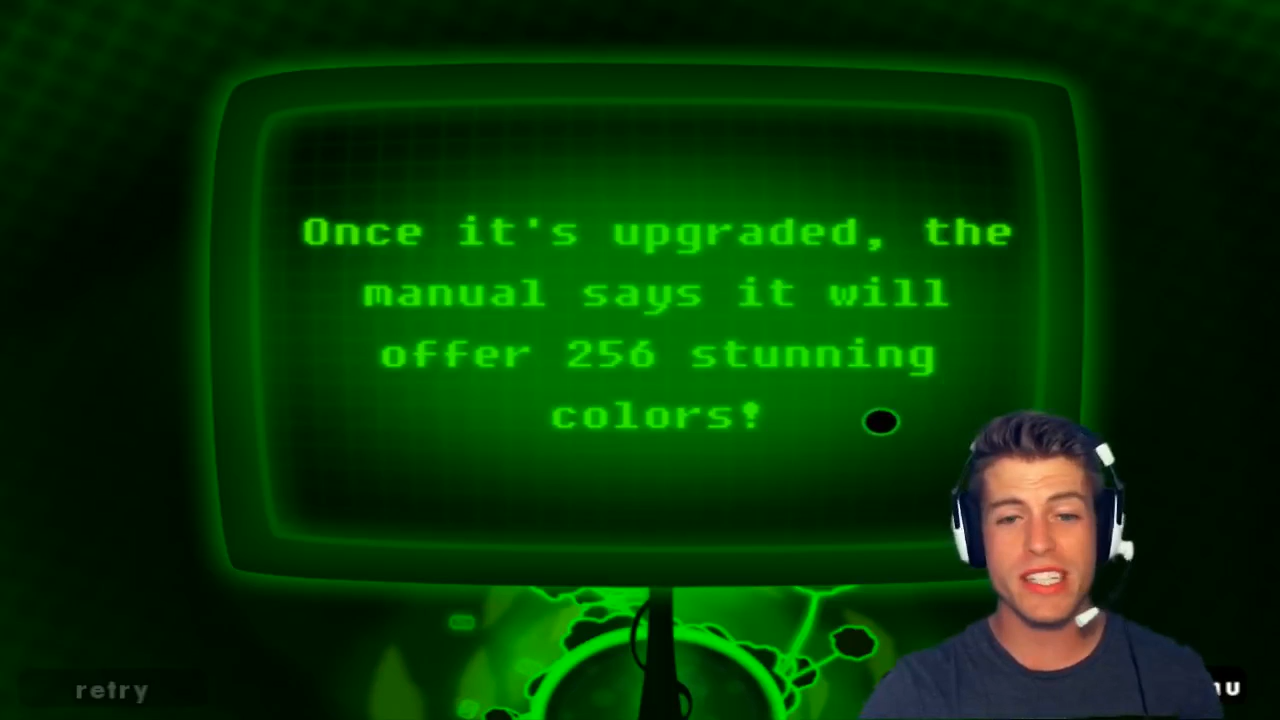 Once it's upgraded, the
manual says it will
offer 256 stunning
colors!
retry